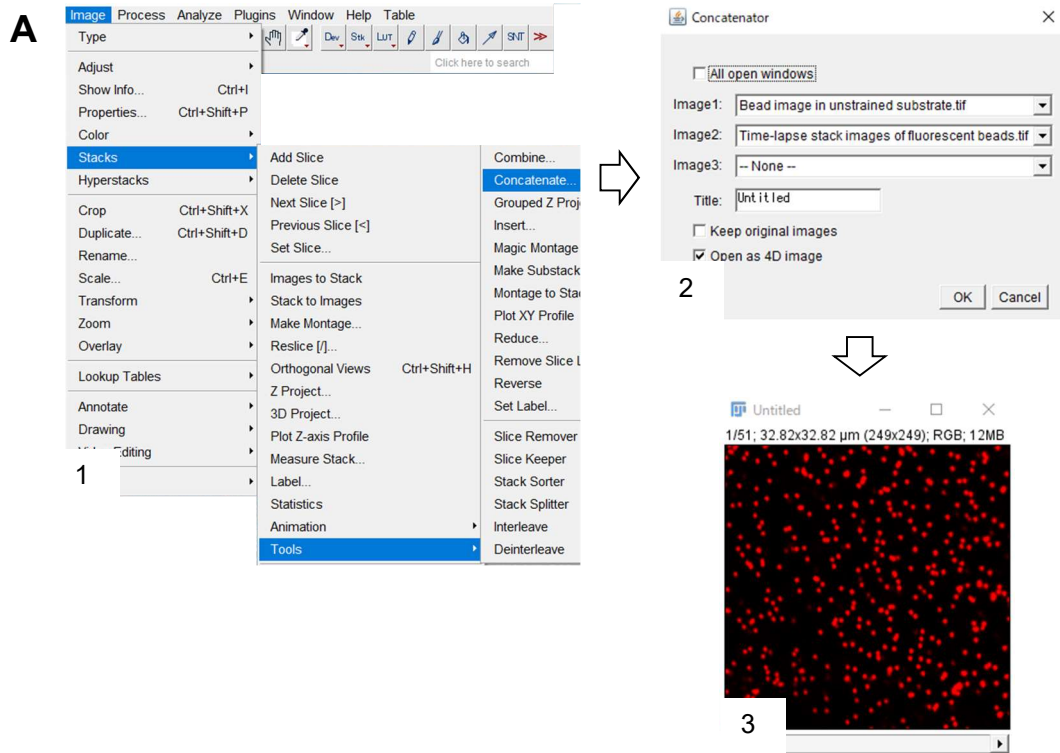 A
Image Process Analyze Plugins Window Help Table
Dev Stk LUT SNT >>
Click here to search
Type
Adjust
Show Info... Ctrl+I
Properties... Ctrl+Shift+P
Color
Stacks
Hyperstacks
Crop Ctrl+Shift+X
Duplicate... Ctrl+Shift+D
Rename...
Scale... Ctrl+E
Transform
Zoom
Overlay
Lookup Tables
Annotate
Drawing
Editing
1
Add Slice
Delete Slice
Next Slice [>]
Previous Slice [<]
Set Slice...
Images to Stack
Stack to Images
Make Montage...
Reslice [/]...
Orthogonal Views Ctrl+Shift+H
Z Project...
3D Project...
Plot Z-axis Profile
Measure Stack...
Label...
Statistics
Animation
Tools
Combine...
Concatenate...
Grouped Z Proj
Insert...
Magic Montage
Make Substack
Montage to Sta
Plot XY Profile
Reduce...
Remove Slice L
Reverse
Set Label...
Slice Remover
Slice Keeper
Stack Sorter
Stack Splitter
Interleave
Deinterleave
Concatenator
All open windows
Image1: Bead image in unstrained substrate.tif
Image2: Time-lapse stack images of fluorescent beads.tif
Image3: -- None --
Title: Untitled
Keep original images
Open as 4D image
2
OK Cancel
Untitled
1/51; 32.82x32.82 µm (249x249); RGB; 12MB
3